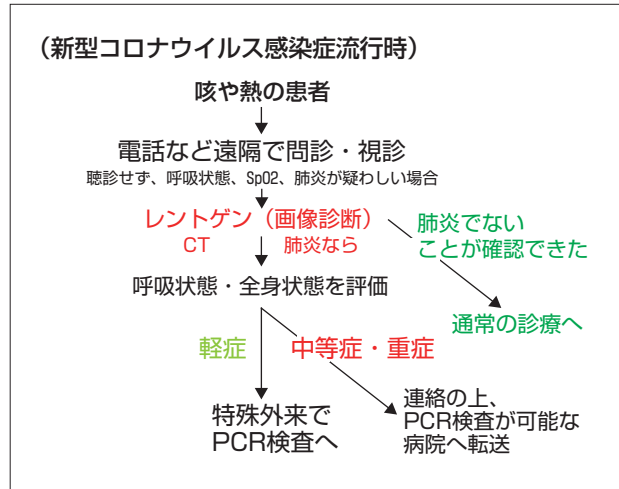 （新型コロナウイルス感染症流行時）
咳や熱の患者
電話など遠隔で問診・視診
聴診せず、呼吸状態、SpO2、肺炎が疑わしい場合
レントゲン（画像診断）
CT
肺炎なら
肺炎でない
ことが確認できた
呼吸状態・全身状態を評価
通常の診療へ
軽症
中等症・重症
特殊外来で
PCR検査へ
連絡の上、
PCR検査が可能な
病院へ転送